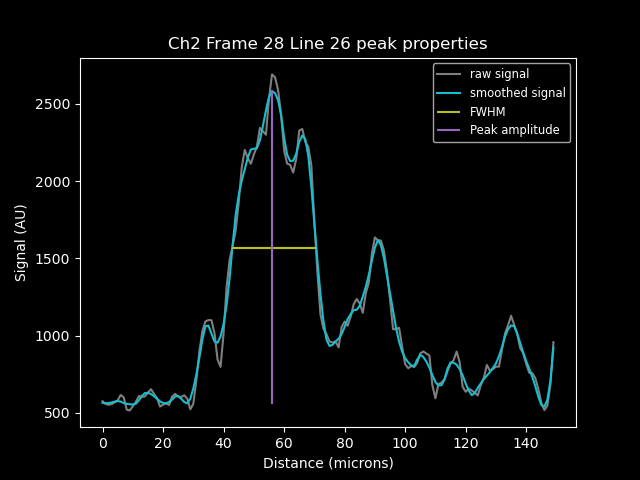 Ch2 Frame 28 Line 26 peak properties
raw signal
smoothed signal
FWHM
Peak amplitude
2500
2000
1500
1000
500
Signal (AU)
0 20 40 60 80 100 120 140
Distance (microns)